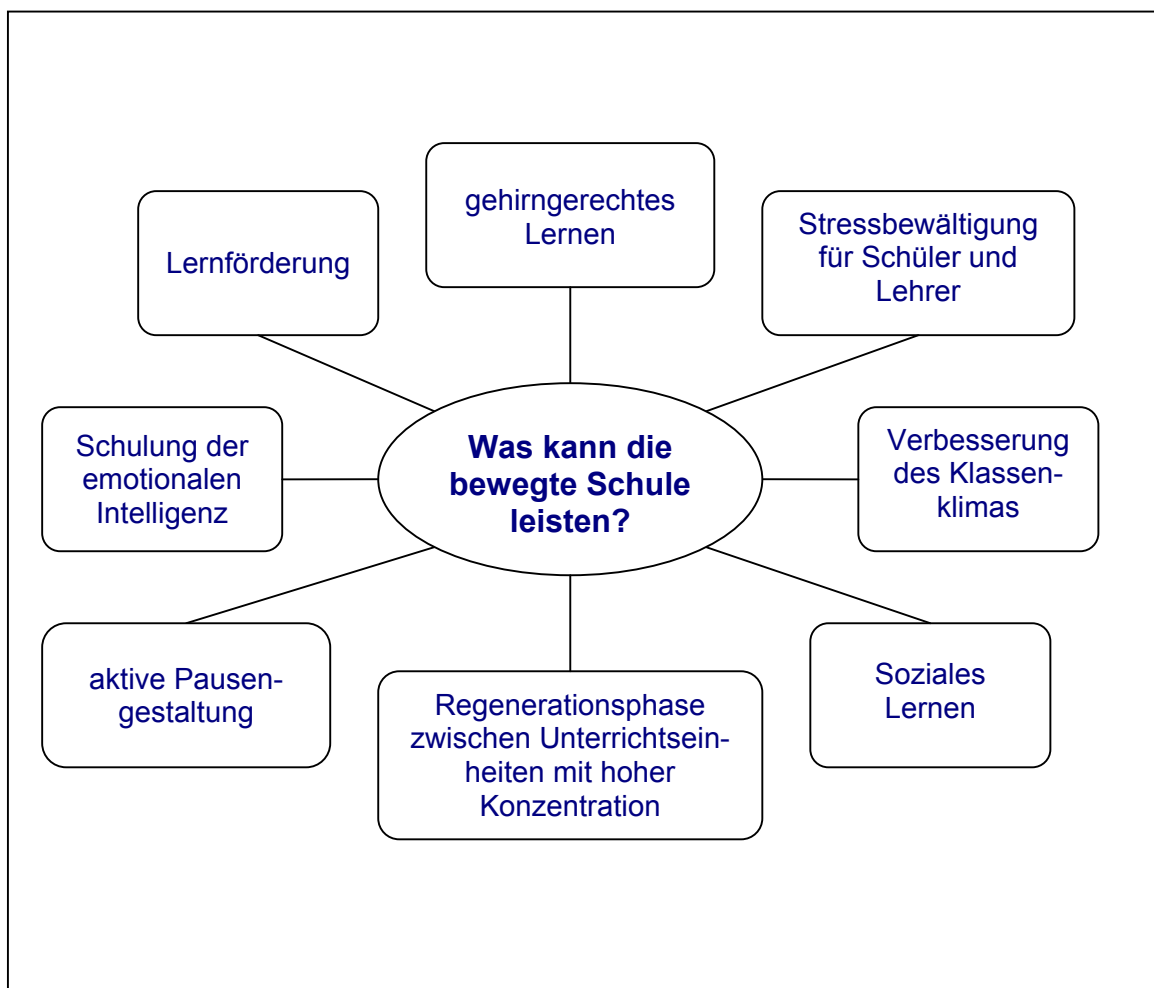 gehirngerechtes
Lernen
Lernförderung
Stressbewältigung
für Schüler und
Lehrer
Schulung der
emotionalen
Intelligenz
Was kann die
bewegte Schule
leisten?
Verbesserung
des Klassen-
klimas
aktive Pausen-
gestaltung
Regenerationsphase
zwischen Unterrichtsein-
heiten mit hoher
Konzentration
Soziales
Lernen